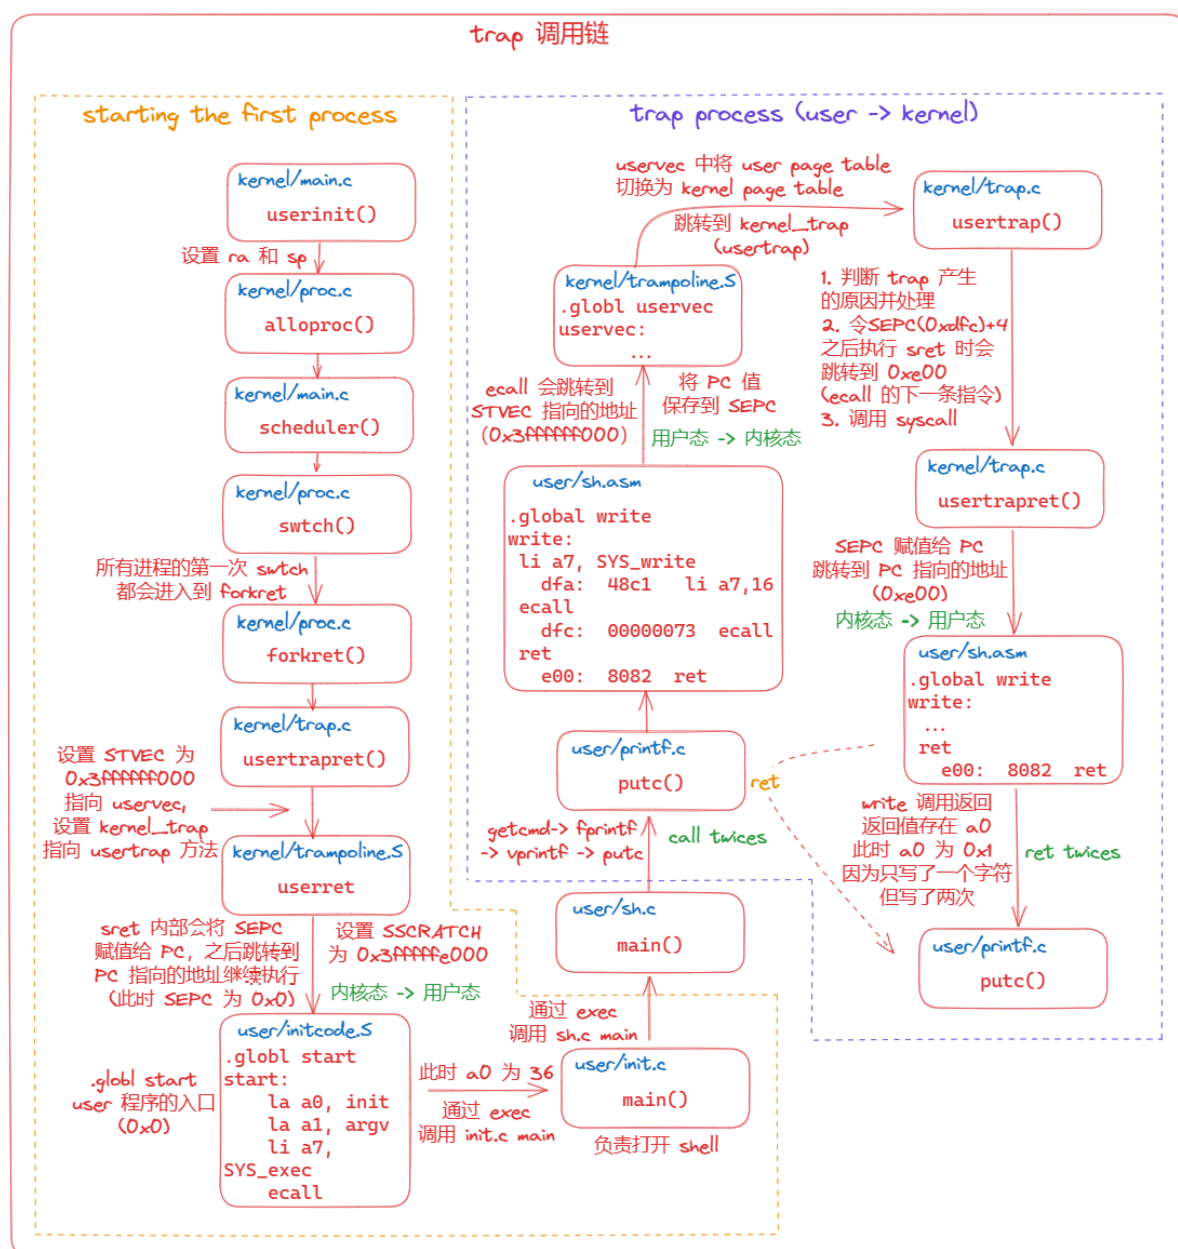 trap 调用链
starting the first process
kernel/main.c
userinit()
设置 ra 和 sp
kernel/proc.c
alloproc()
kernel/main.c
scheduler()
kernel/proc.c
swtch()
所有进程的第一次 swtch
都会进入到 forkret
kernel/proc.c
forkret()
kernel/trap.c
usertrapret()
设置 STVEC 为
0x3ffffff000
指向 uservec,
设置 kernel_trap
指向 usertrap 方法
kernel/trampoline.S
userret
sret 内部会将 SEPC
赋值给 PC, 之后跳转到
PC 指向的地址继续执行
(此时 SEPC 为 0x0)
设置 SSCRATCH
为 0x3fffffe000
内核态 -> 用户态
user/initcode.S
.globl start
start:
la a0, init
la a1, argv
li a7,
SYS_exec
ecall
.globl start
user 程序的入口
(0x0)
此时 a0 为 36
通过 exec
调用 init.c main
user/init.c
main()
负责打开 shell
通过 exec
调用 sh.c main
user/sh.c
main()
trap process (user -> kernel)
getcmd-> fprintf
-> vprintf -> putc
call twices
user/printf.c
putc()
user/sh.asm
.global write
write:
li a7, SYS_write
dfa: 48c1 li a7,16
ecall
dfc: 00000073 ecall
ret
e00: 8082 ret
ecall 会跳转到
STVEC 指向的地址
(0x3ffffff000)
将 PC 值
保存到 SEPC
用户态 -> 内核态
kernel/trampoline.S
.globl uservec
uservec:
...
uservec 中将 user page table
切换为 kernel page table
跳转到 kernel_trap
(usertrap)
kernel/trap.c
usertrap()
1. 判断 trap 产生
的原因并处理
2. 令SEPC(0xdfc)+4
之后执行 sret 时会
跳转到 0xe00
(ecall 的下一条指令)
3. 调用 syscall
kernel/trap.c
usertrapret()
SEPC 赋值给 PC
跳转到 PC 指向的地址
(0xe00)
内核态 -> 用户态
user/sh.asm
.global write
write:
...
ret
e00: 8082 ret
ret
write 调用返回
返回值存在 a0
此时 a0 为 0x1
因为只写了一个字符
但写了两次
ret twices
user/printf.c
putc()